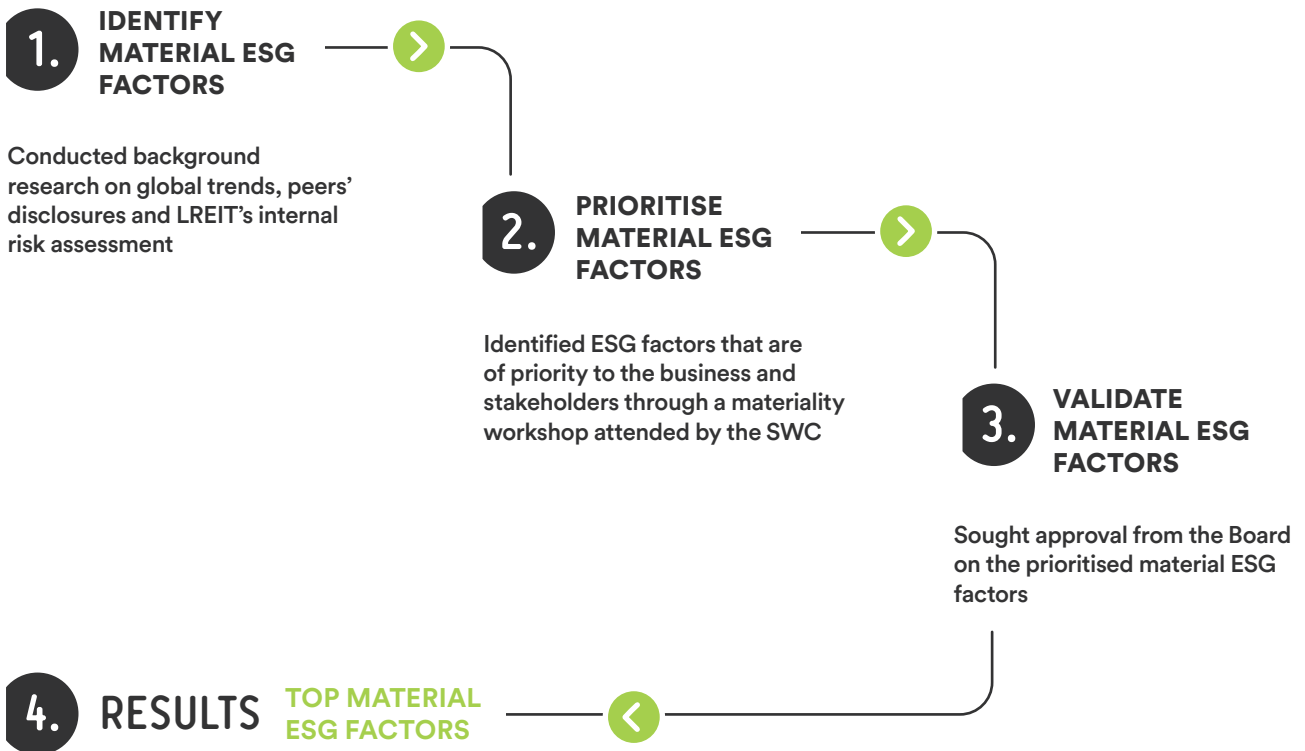 1.
IDENTIFY
MATERIAL ESG
FACTORS
Conducted background
research on global trends, peers’
disclosures and LREIT’s internal
risk assessment
2.
PRIORITISE
MATERIAL ESG
FACTORS
Identified ESG factors that are
of priority to the business and
stakeholders through a materiality
workshop attended by the SWC
3.
VALIDATE
MATERIAL ESG
FACTORS
Sought approval from the Board
on the prioritised material ESG
factors
4.
RESULTS
TOP MATERIAL
ESG FACTORS